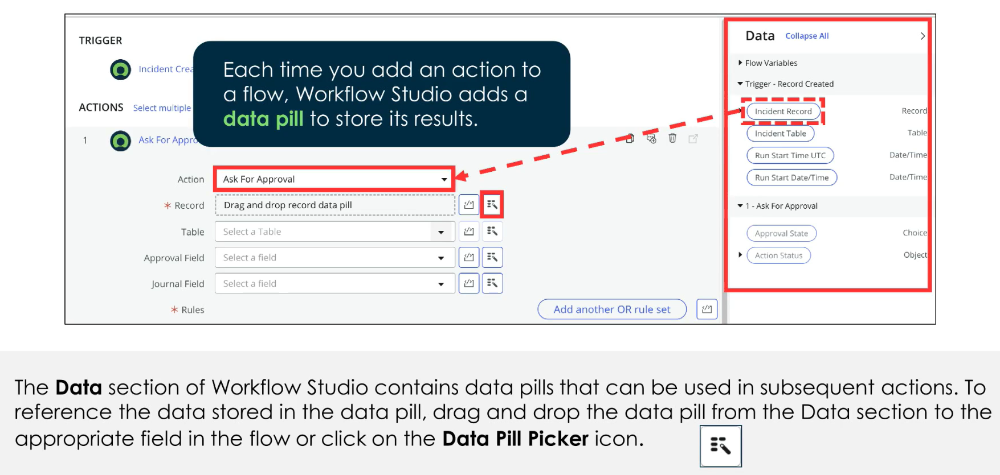 TRIGGER
Incident Crea
Each time you add an action to
a flow, Workflow Studio adds a
data pill to store its results.
ACTIONS Select multiple
1 Ask For Appro
Action Ask For Approval
* Record Drag and drop record data pill
Table Select a Table
Approval Field Select a field
Journal Field Select a field
* Rules Add another OR rule set
Data Collapse All
Flow Variables
Trigger - Record Created
Incident Record Record
Incident Table Table
Run Start Time UTC Date/Time
Run Start Date/Time Date/Time
1 - Ask For Approval
Approval State Choice
Action Status Object
The Data section of Workflow Studio contains data pills that can be used in subsequent actions. To
reference the data stored in the data pill, drag and drop the data pill from the Data section to the
appropriate field in the flow or click on the Data Pill Picker icon.